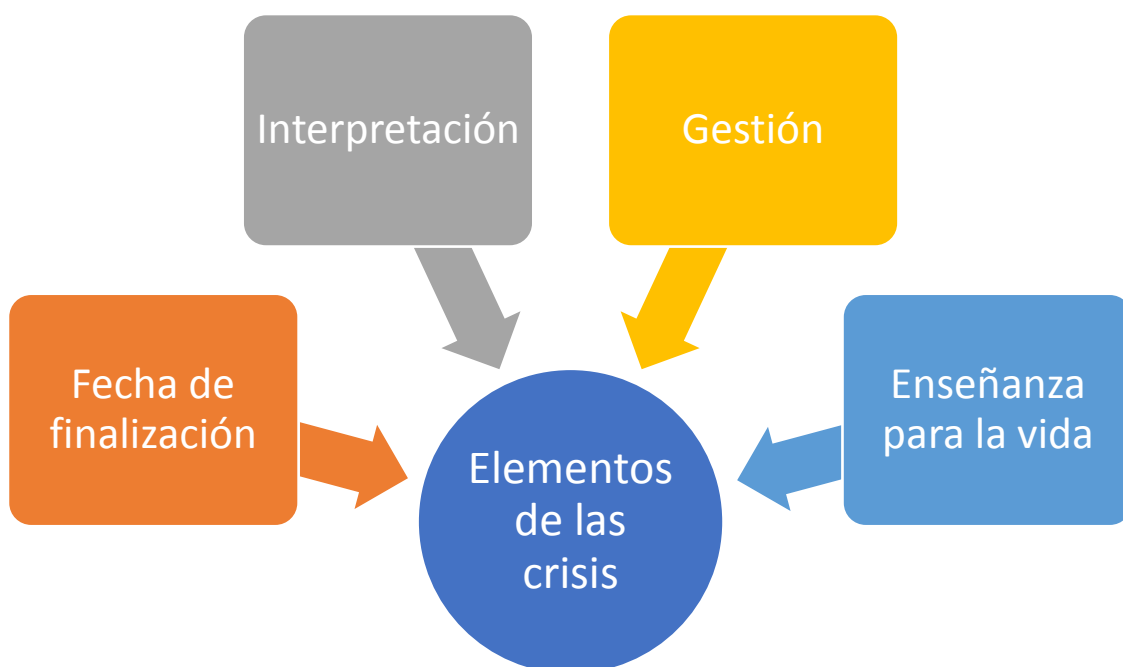 Interpretación
Gestión
Fecha de
finalización
Enseñanza
para la vida
Elementos
de las
crisis